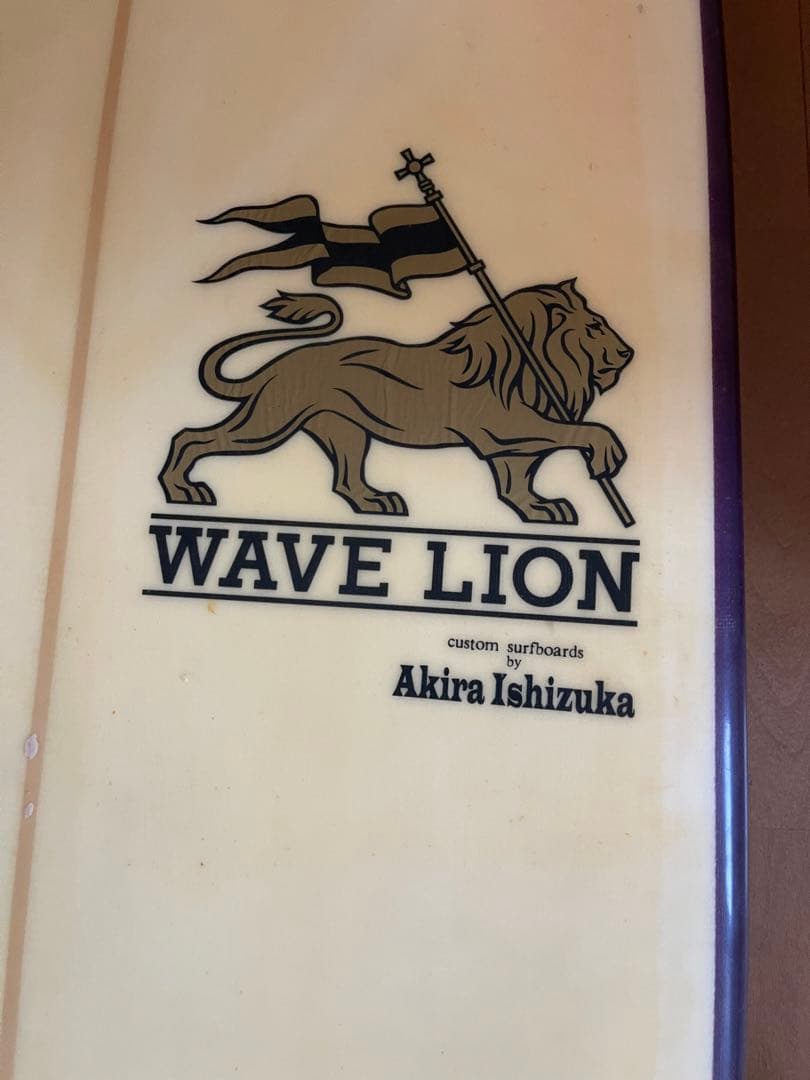 WAVE LION
custom surfboards
by
Akira Ishizuka